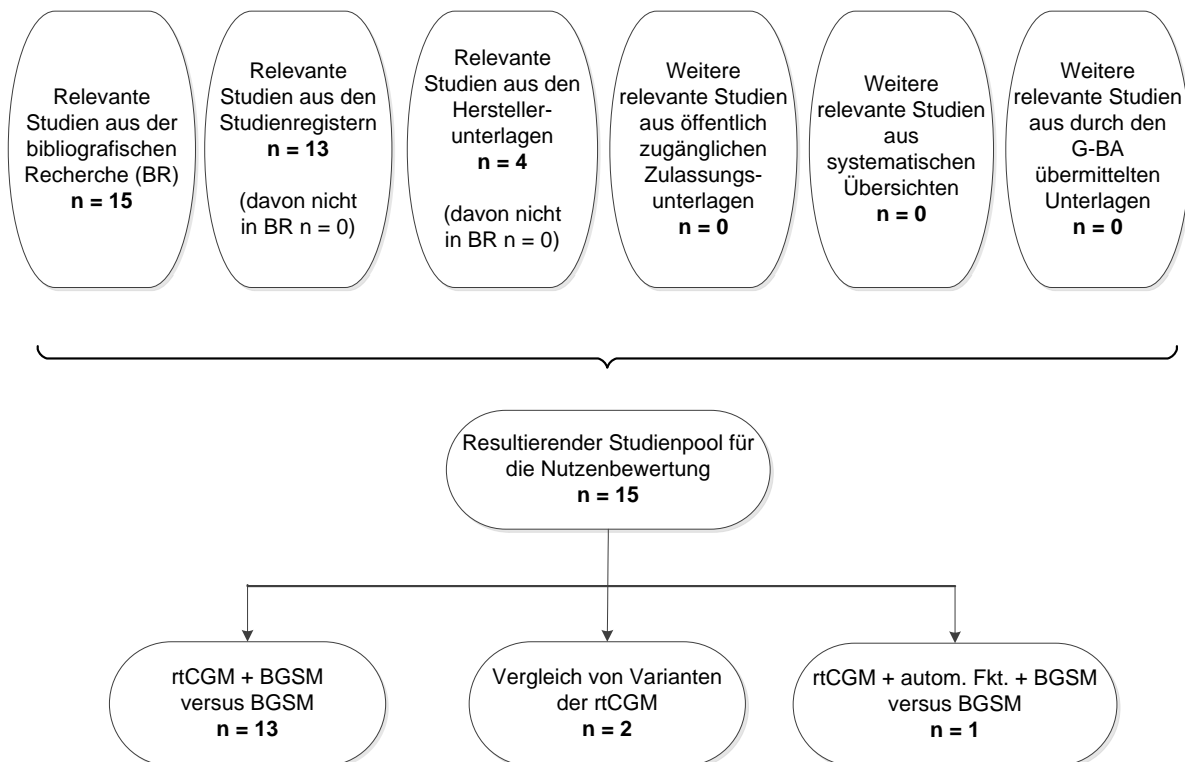 Relevante
Studien aus der
bibliografischen
Recherche (BR)
n = 15
Relevante
Studien aus den
Studienregistern
n = 13
(davon nicht
in BR n = 0)
Relevante
Studien aus den
Hersteller-
unterlagen
n = 4
(davon nicht
in BR n = 0)
Weitere
relevante Studien
aus öffentlich
zugänglichen
Zulassungs-
unterlagen
n = 0
Weitere
relevante Studien
aus
systematischen
Übersichten
n = 0
Weitere
relevante Studien
aus durch den
G-BA
übermittelten
Unterlagen
n = 0
Resultierender Studienpool für
die Nutzenbewertung
n = 15
rtCGM + BGSM
versus BGSM
n = 13
Vergleich von Varianten
der rtCGM
n = 2
rtCGM + autom. Fkt. + BGSM
versus BGSM
n = 1